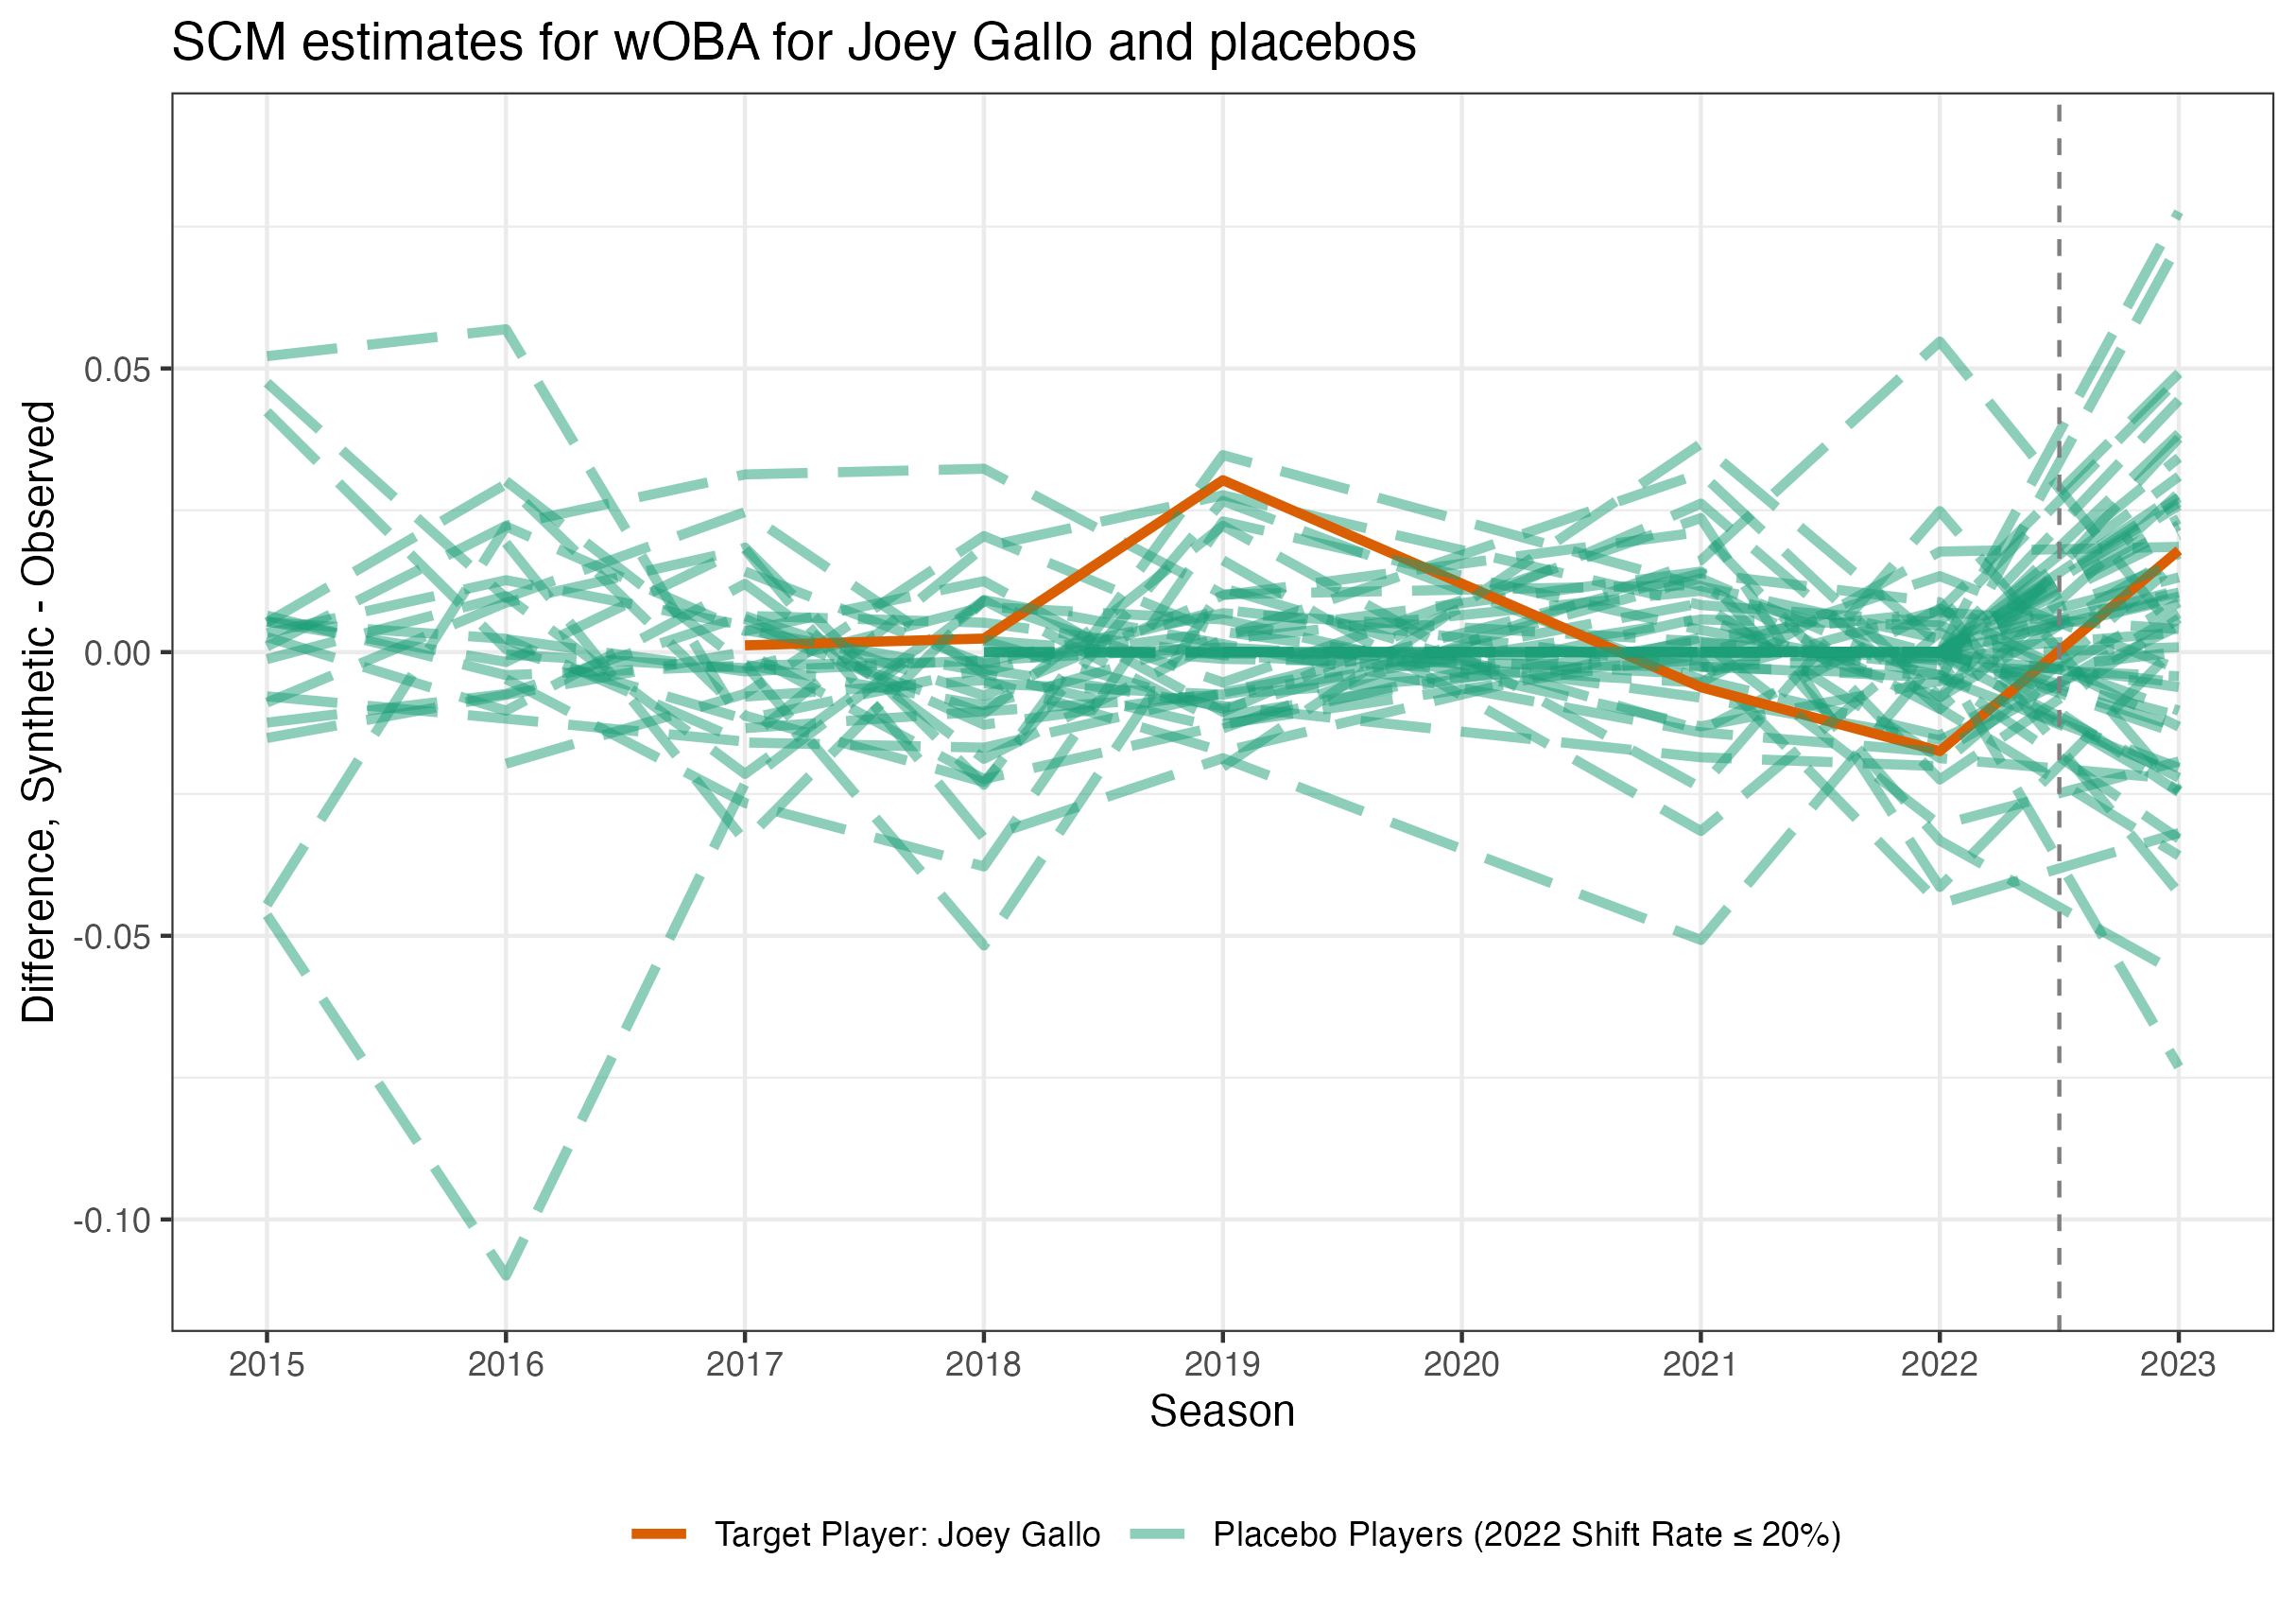 SCM estimates for wOBA for Joey Gallo and placebos
Difference, Synthetic - Observed
0.05
0.00
-0.05
-0.10
2015 2016 2017 2018 2019 2020 2021 2022 2023
Season
Target Player: Joey Gallo Placebo Players (2022 Shift Rate ≤ 20%)